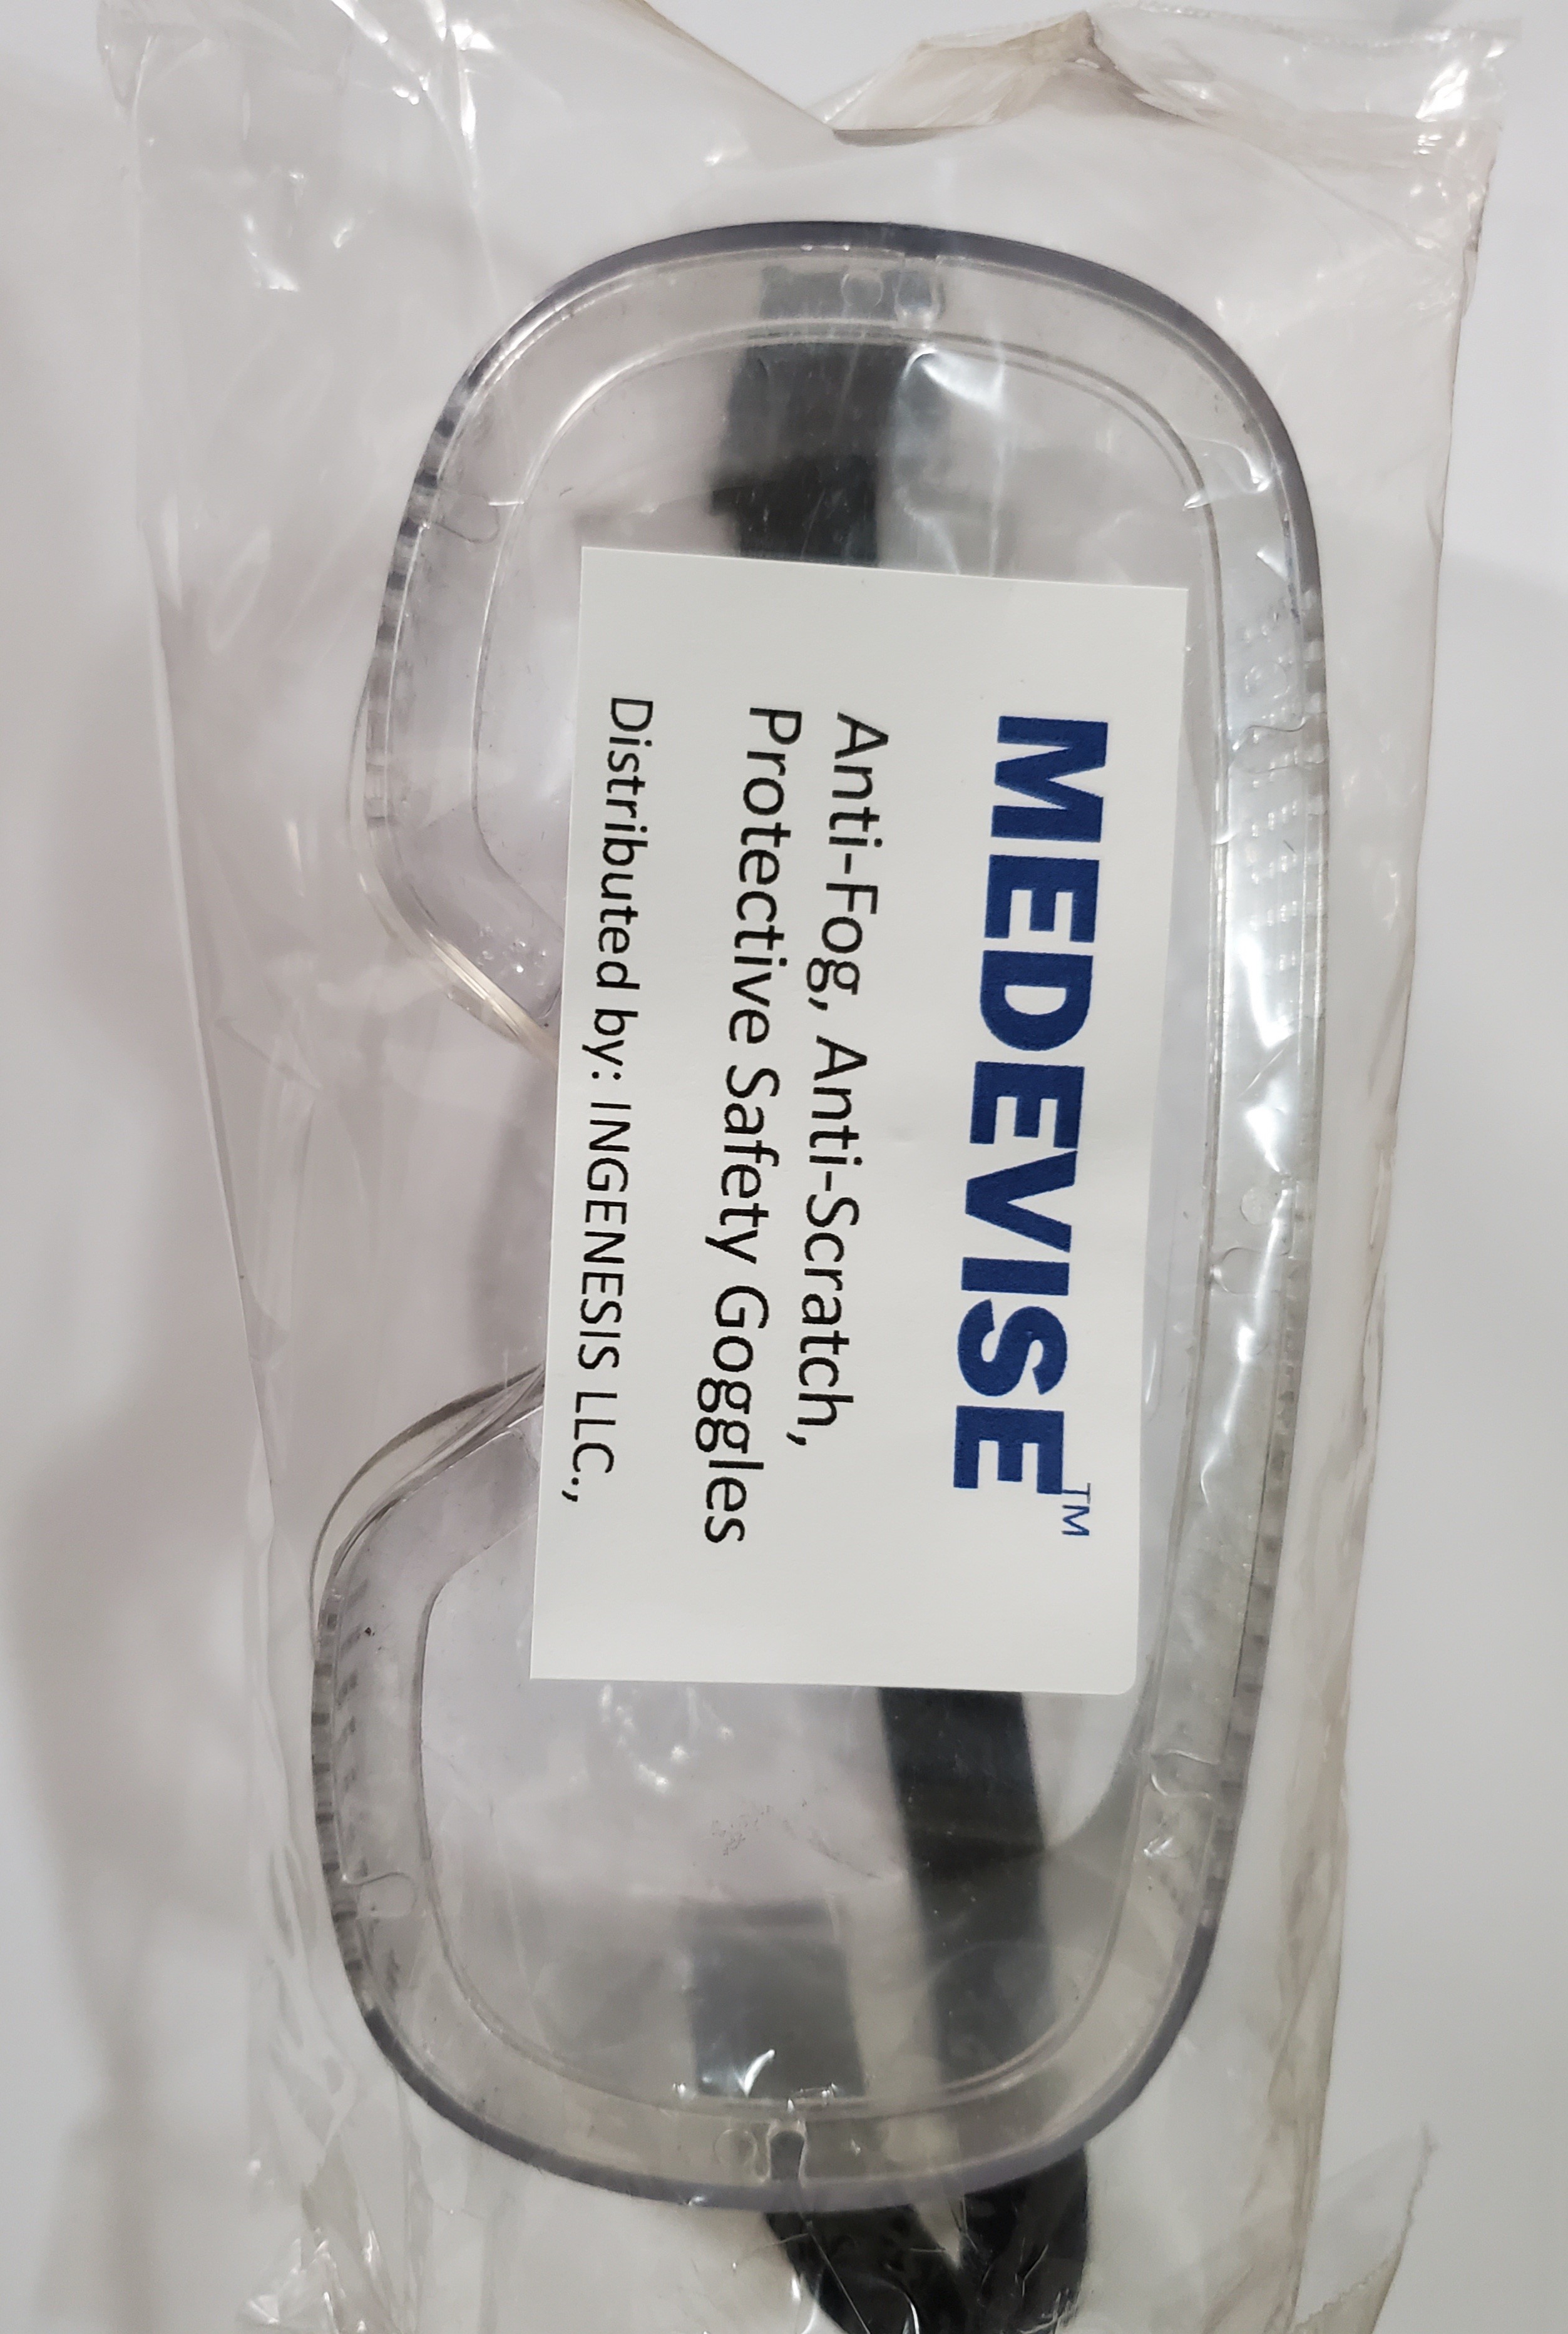 MEDEVISE™
Anti-Fog, Anti-Scratch,
Protective Safety Goggles
Distributed by: INGENESIS LLC.,